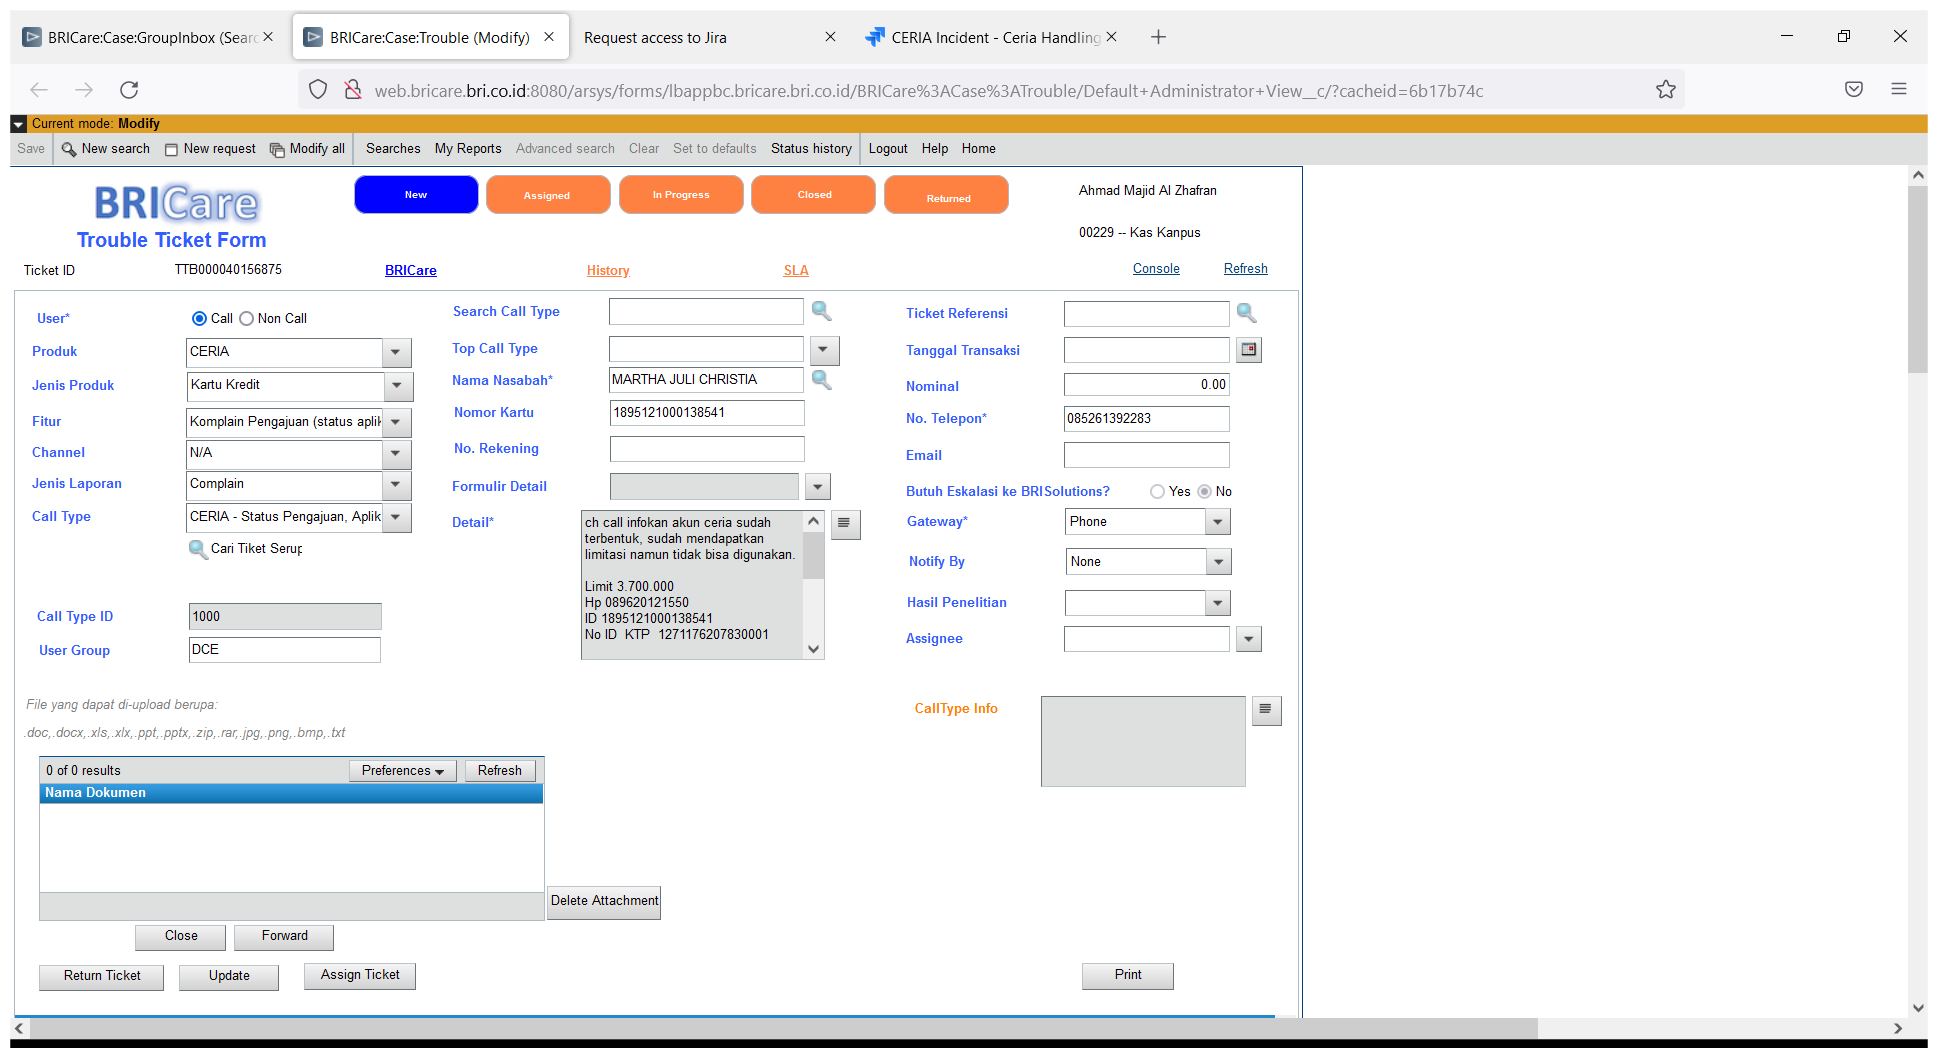 BRICare:Case:GroupInbox (Searc
BRICare:Case:Trouble (Modify)
Request access to Jira
CERIA Incident - Ceria Handling
web.bricare.bri.co.id:8080/arsys/forms/lbappbc.bricare.bri.co.id/BRICare%3ACase%3ATrouble/Default+Administrator+View__c/?cacheid=6b17b74c
Current mode: Modify
Save New search New request Modify all Searches My Reports Advanced search Clear Set to defaults Status history Logout Help Home
BRICare
Trouble Ticket Form
New Assigned In Progress Closed Returned
Ahmad Majid Al Zhafran
00229 -- Kas Kanpus
Ticket ID TTB000040156875 BRICare History SLA Console Refresh
User* Call Non Call
Produk CERIA
Jenis Produk Kartu Kredit
Fitur Komplain Pengajuan (status aplik
Channel N/A
Jenis Laporan Complain
Call Type CERIA - Status Pengajuan, Aplik
Cari Tiket Serup
Call Type ID 1000
User Group DCE
Search Call Type
Top Call Type
Nama Nasabah* MARTHA JULI CHRISTIA
Nomor Kartu 1895121000138541
No. Rekening
Formulir Detail
Detail* ch call infokan akun ceria sudah
terbentuk, sudah mendapatkan
limitasi namun tidak bisa digunakan.
Limit 3.700.000
Hp 089620121550
ID 1895121000138541
No ID KTP 1271176207830001
Ticket Referensi
Tanggal Transaksi
Nominal 0.00
No. Telepon* 085261392283
Email
Butuh Eskalasi ke BRISolutions? Yes No
Gateway* Phone
Notify By None
Hasil Penelitian
Assignee
File yang dapat di-upload berupa:
.doc,.docx,.xls,.xlx,.ppt,.pptx,.zip,.rar,.jpg,.png,.bmp,.txt
CallType Info
0 of 0 results Preferences Refresh
Nama Dokumen
Delete Attachment
Close Forward
Return Ticket Update Assign Ticket Print